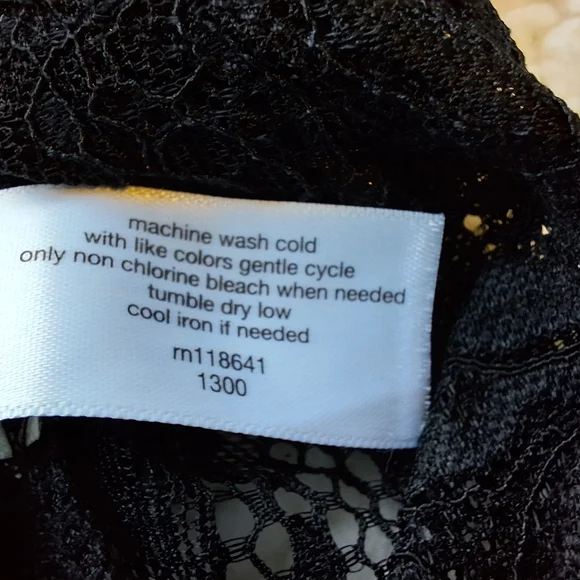 machine wash cold
with like colors gentle cycle
only non chlorine bleach when needed
tumble dry low
cool iron if needed
rn118641
1300